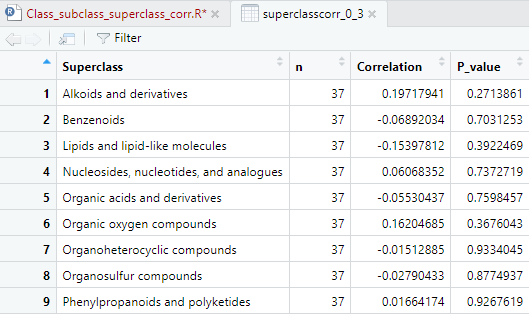 Class_subclass_superclass_corr.R* superclasscorr_0_3
Filter
Superclass n Correlation P_value
1 Alkoids and derivatives 37 0.19717941 0.2713861
2 Benzenoids 37 -0.06892034 0.7031253
3 Lipids and lipid-like molecules 37 -0.15397812 0.3922469
4 Nucleosides, nucleotides, and analogues 37 0.06068352 0.7372719
5 Organic acids and derivatives 37 -0.05530437 0.7598457
6 Organic oxygen compounds 37 0.16204685 0.3676043
7 Organoheterocyclic compounds 37 -0.01512885 0.9334045
8 Organosulfur compounds 37 -0.02790433 0.8774937
9 Phenylpropanoids and polyketides 37 0.01664174 0.9267619